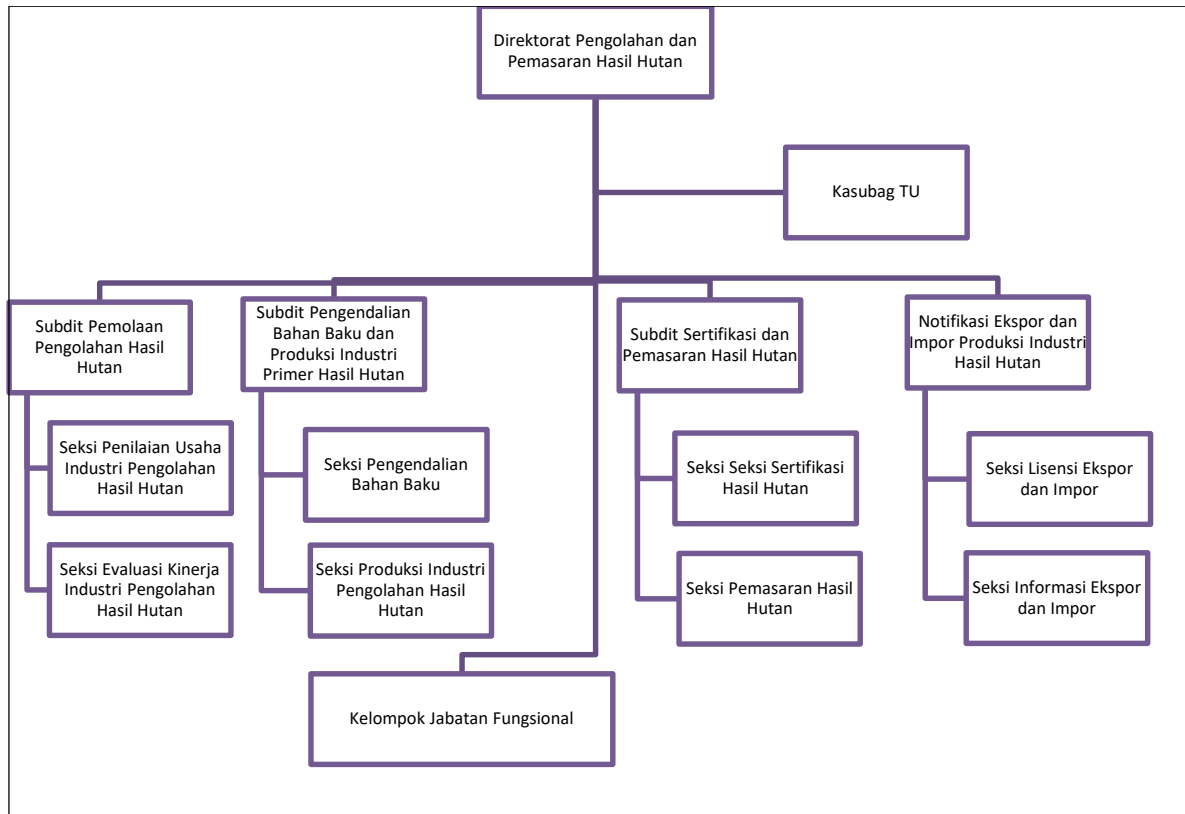 Direktorat Pengolahan dan
Pemasaran Hasil Hutan
Kasubag TU
Subdit Pemolaan
Pengolahan Hasil
Hutan
Subdit Pengendalian
Bahan Baku dan
Produksi Industri
Primer Hasil Hutan
Subdit Sertifikasi dan
Pemasaran Hasil Hutan
Notifikasi Ekspor dan
Impor Produksi Industri
Hasil Hutan
Seksi Penilaian Usaha
Industri Pengolahan
Hasil Hutan
Seksi Pengendalian
Bahan Baku
Seksi Seksi Sertifikasi
Hasil Hutan
Seksi Lisensi Ekspor
dan Impor
Seksi Evaluasi Kinerja
Industri Pengolahan
Hasil Hutan
Seksi Produksi Industri
Pengolahan Hasil
Hutan
Seksi Pemasaran Hasil
Hutan
Seksi Informasi Ekspor
dan Impor
Kelompok Jabatan Fungsional